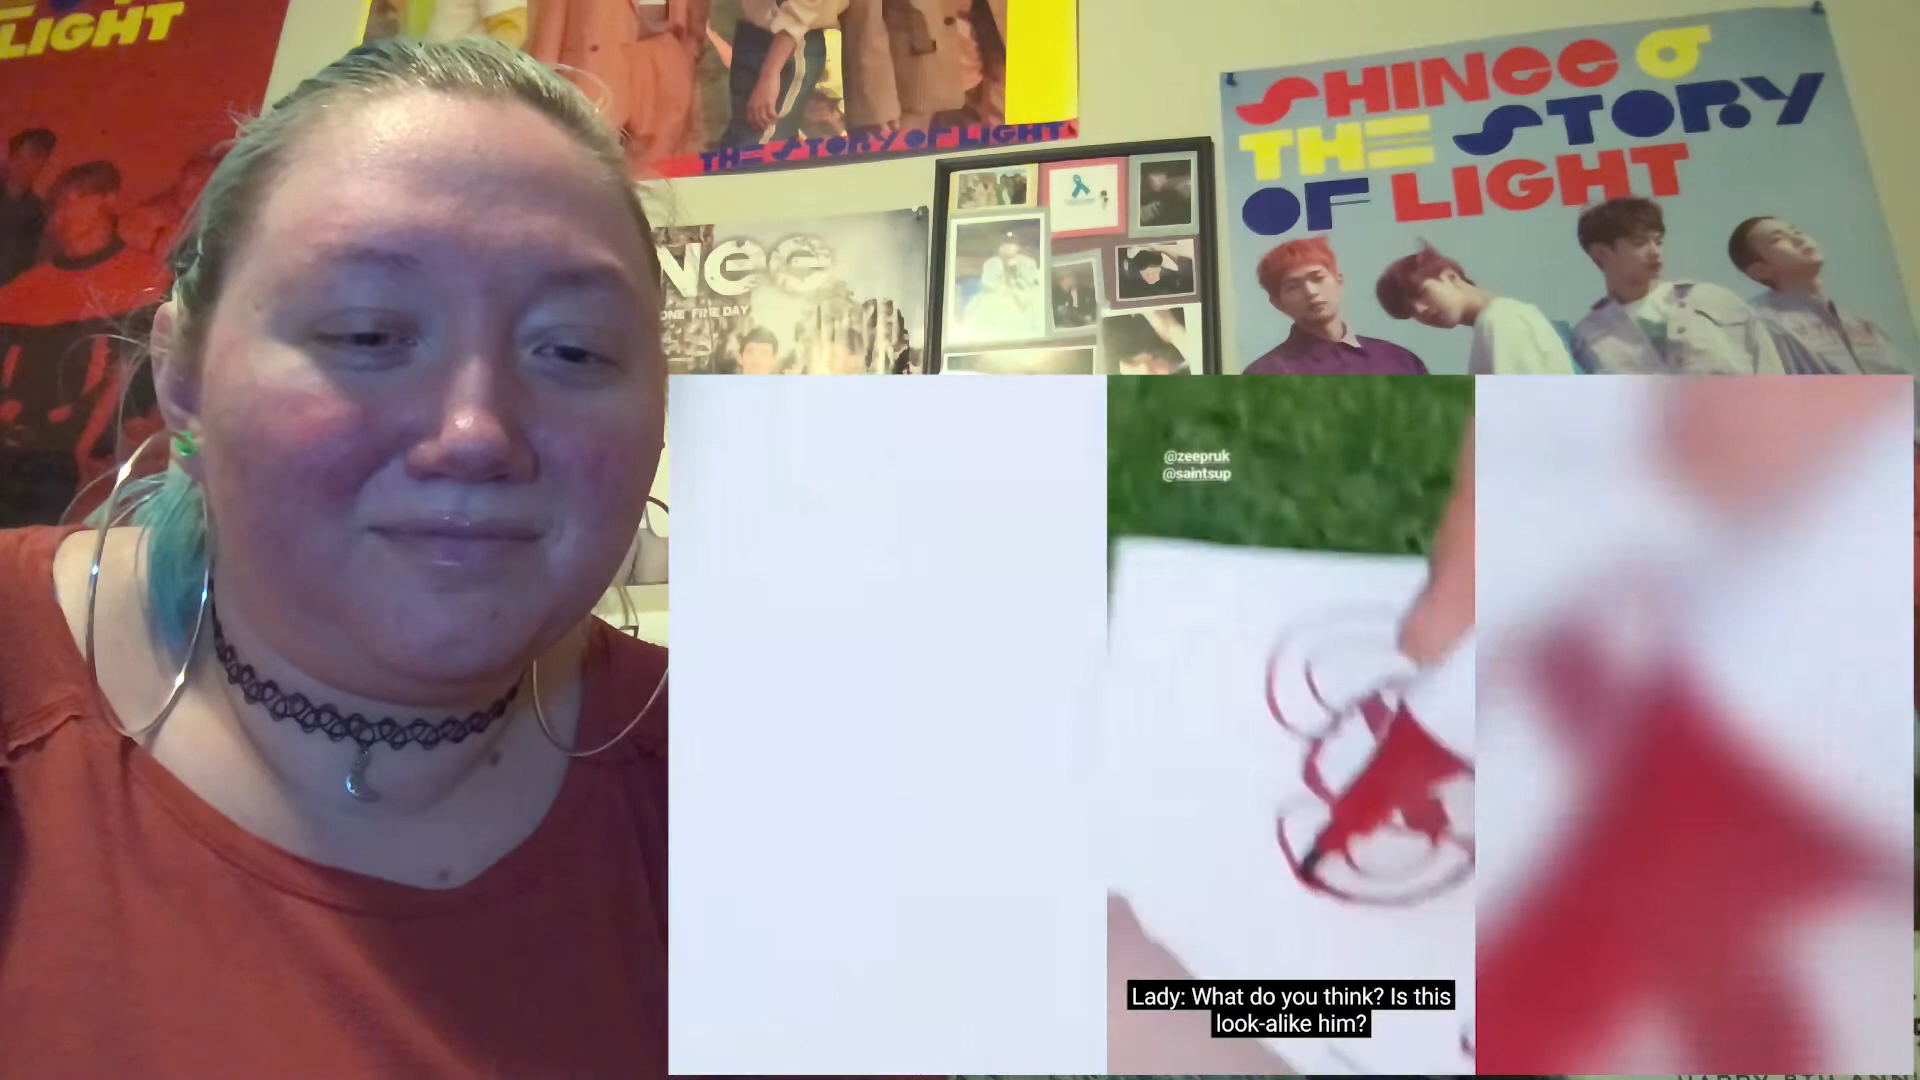 LIGHT
THE STORY OF LIGHT
SHINee
THE STORY
OF LIGHT
NEE
ONE FINE DAY
@zeepruk
@saintsup
Lady: What do you think? Is this
look-alike him?